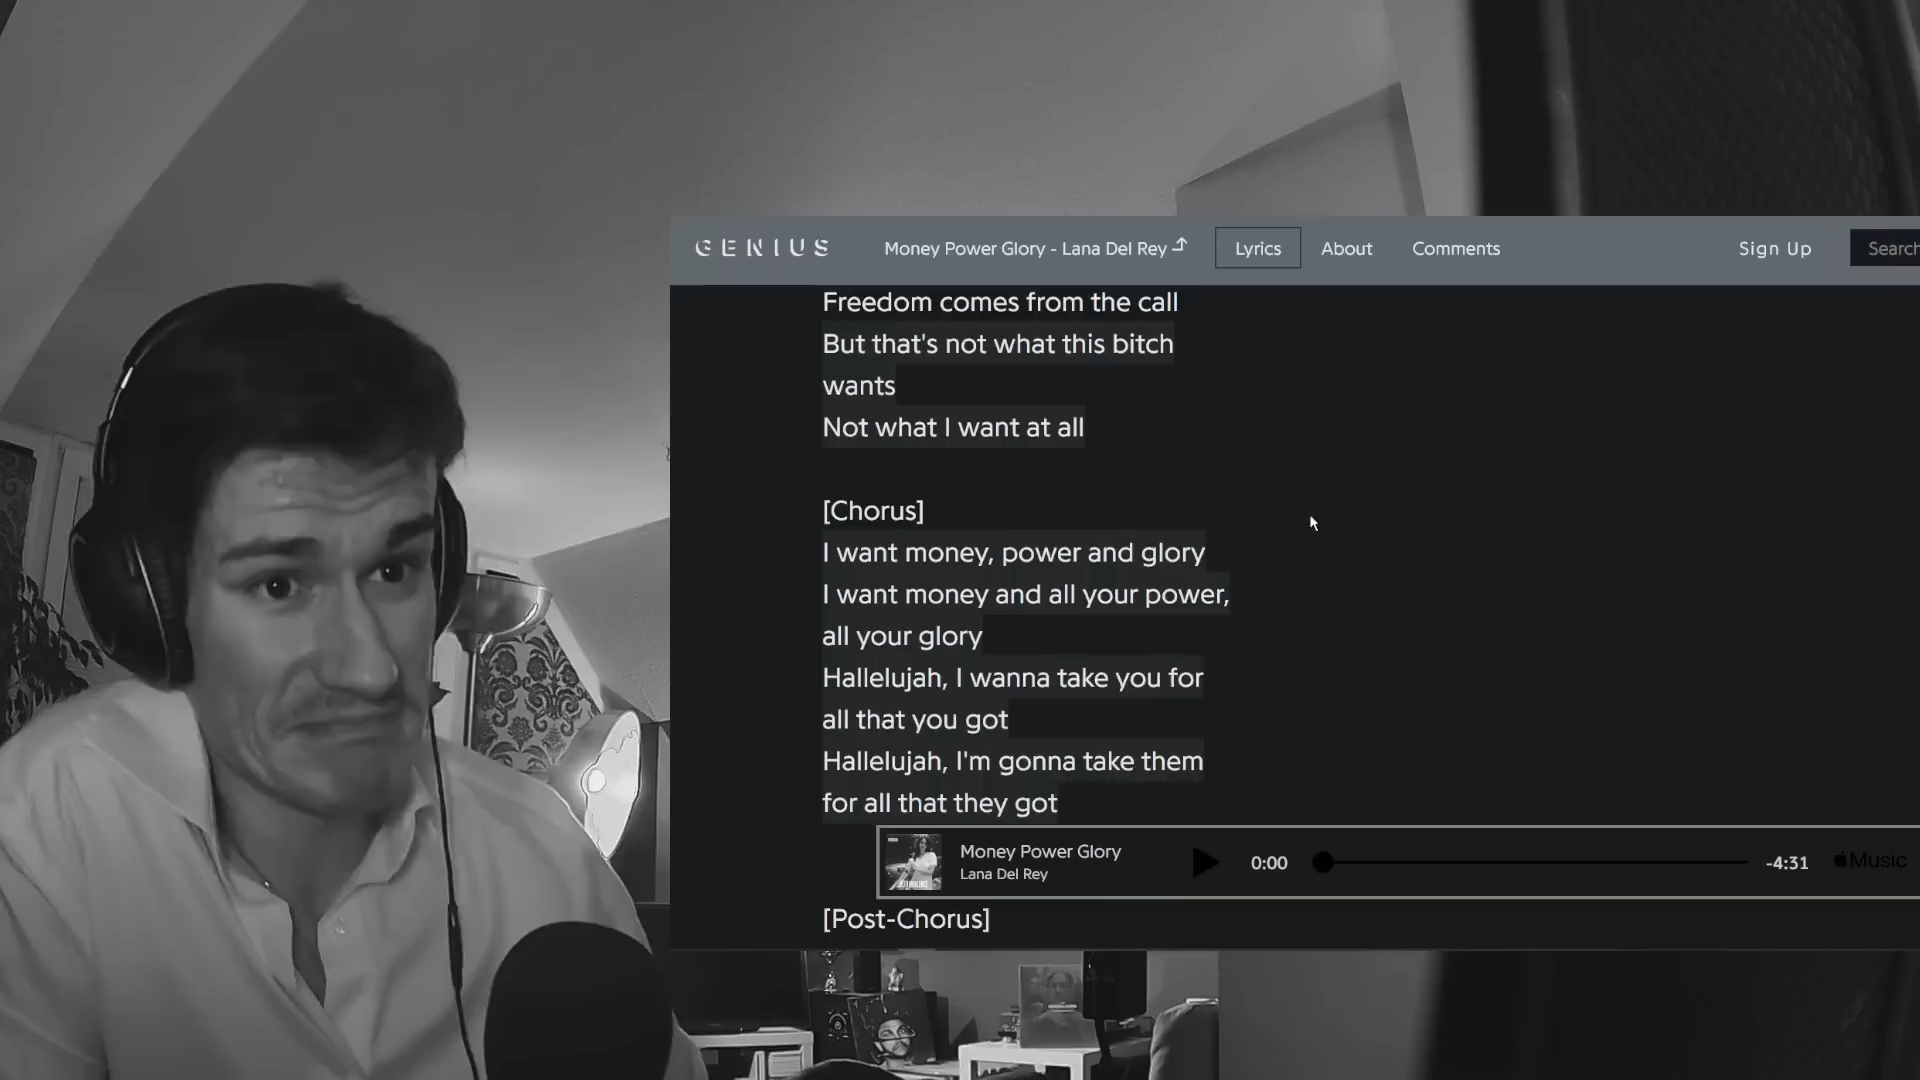 GENIUS
Money Power Glory - Lana Del Rey
Lyrics
About
Comments
Sign Up
Search
Freedom comes from the call
But that's not what this bitch
wants
Not what I want at all
[Chorus]
I want money, power and glory
I want money and all your power,
all your glory
Hallelujah, I wanna take you for
all that you got
Hallelujah, I'm gonna take them
for all that they got
Money Power Glory
Lana Del Rey
0:00
-4:31
Music
[Post-Chorus]